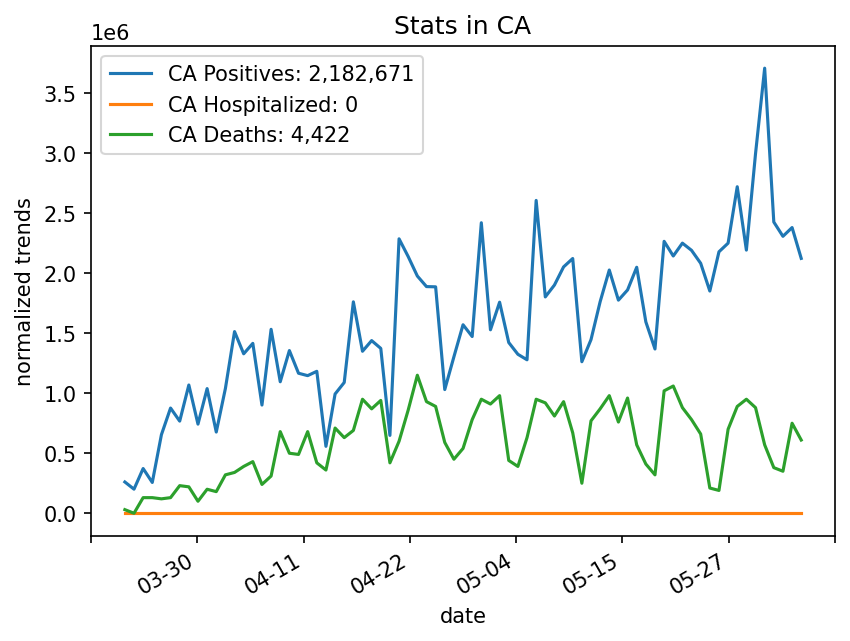 Stats in CA
1e6
CA Positives: 2,182,671
CA Hospitalized: 0
CA Deaths: 4,422
normalized trends
3.5
3.0
2.5
2.0
1.5
1.0
0.5
0.0
03-30
04-11
04-22
05-04
05-15
05-27
date